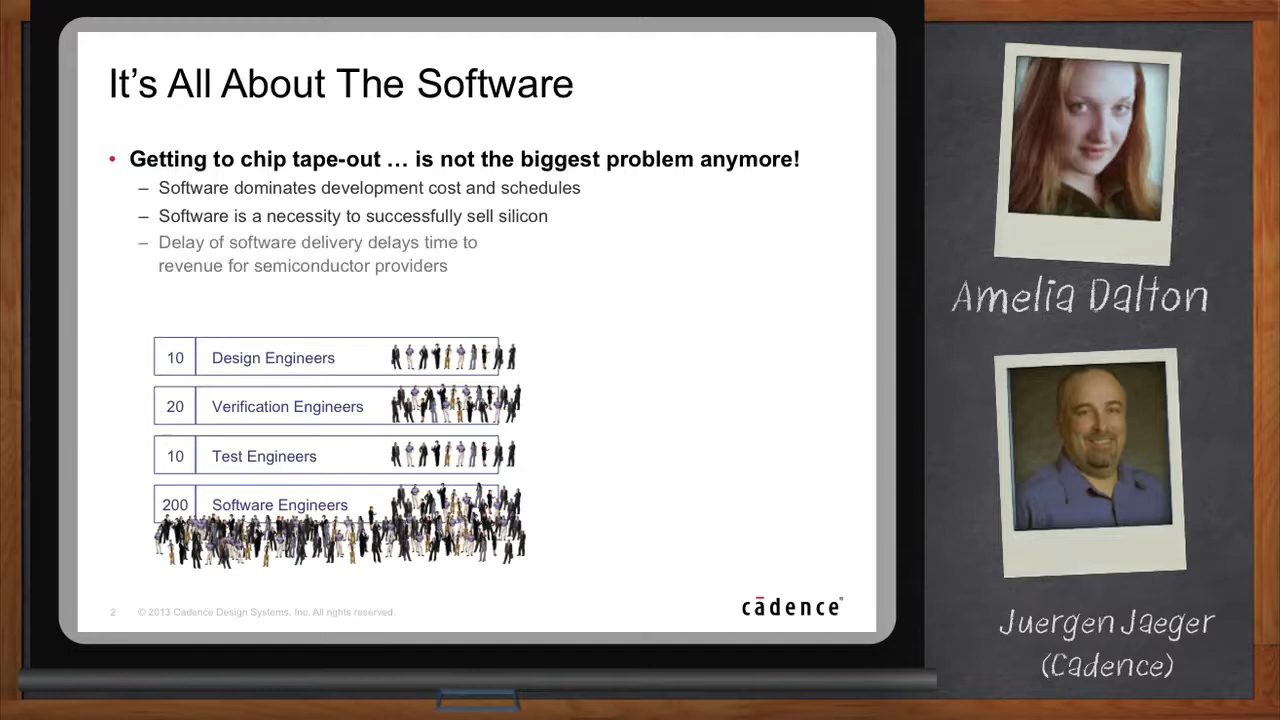 It's All About The Software
• Getting to chip tape-out … is not the biggest problem anymore!
– Software dominates development cost and schedules
– Software is a necessity to successfully sell silicon
– Delay of software delivery delays time to
revenue for semiconductor providers
10 Design Engineers
20 Verification Engineers
10 Test Engineers
200 Software Engineers
2 © 2013 Cadence Design Systems, Inc. All rights reserved.
cādence®
Amelia Dalton
Juergen Jaeger
(Cadence)